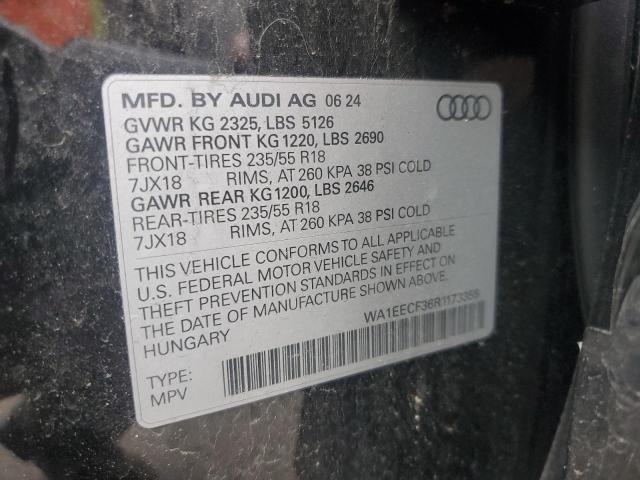 MFD. BY AUDI AG 06 24
GVWR KG 2325, LBS 5126
GAWR FRONT KG 1220, LBS 2690
FRONT-TIRES 235/55 R18
7JX18 RIMS, AT 260 KPA 38 PSI COLD
GAWR REAR KG 1200, LBS 2646
REAR-TIRES 235/55 R18
7JX18 RIMS, AT 260 KPA 38 PSI COLD
THIS VEHICLE CONFORMS TO ALL APPLICABLE
U.S. FEDERAL MOTOR VEHICLE SAFETY AND
THEFT PREVENTION STANDARDS IN EFFECT ON
THE DATE OF MANUFACTURE SHOWN ABOVE.
HUNGARY
WA1EECF36R1173355
TYPE:
MPV